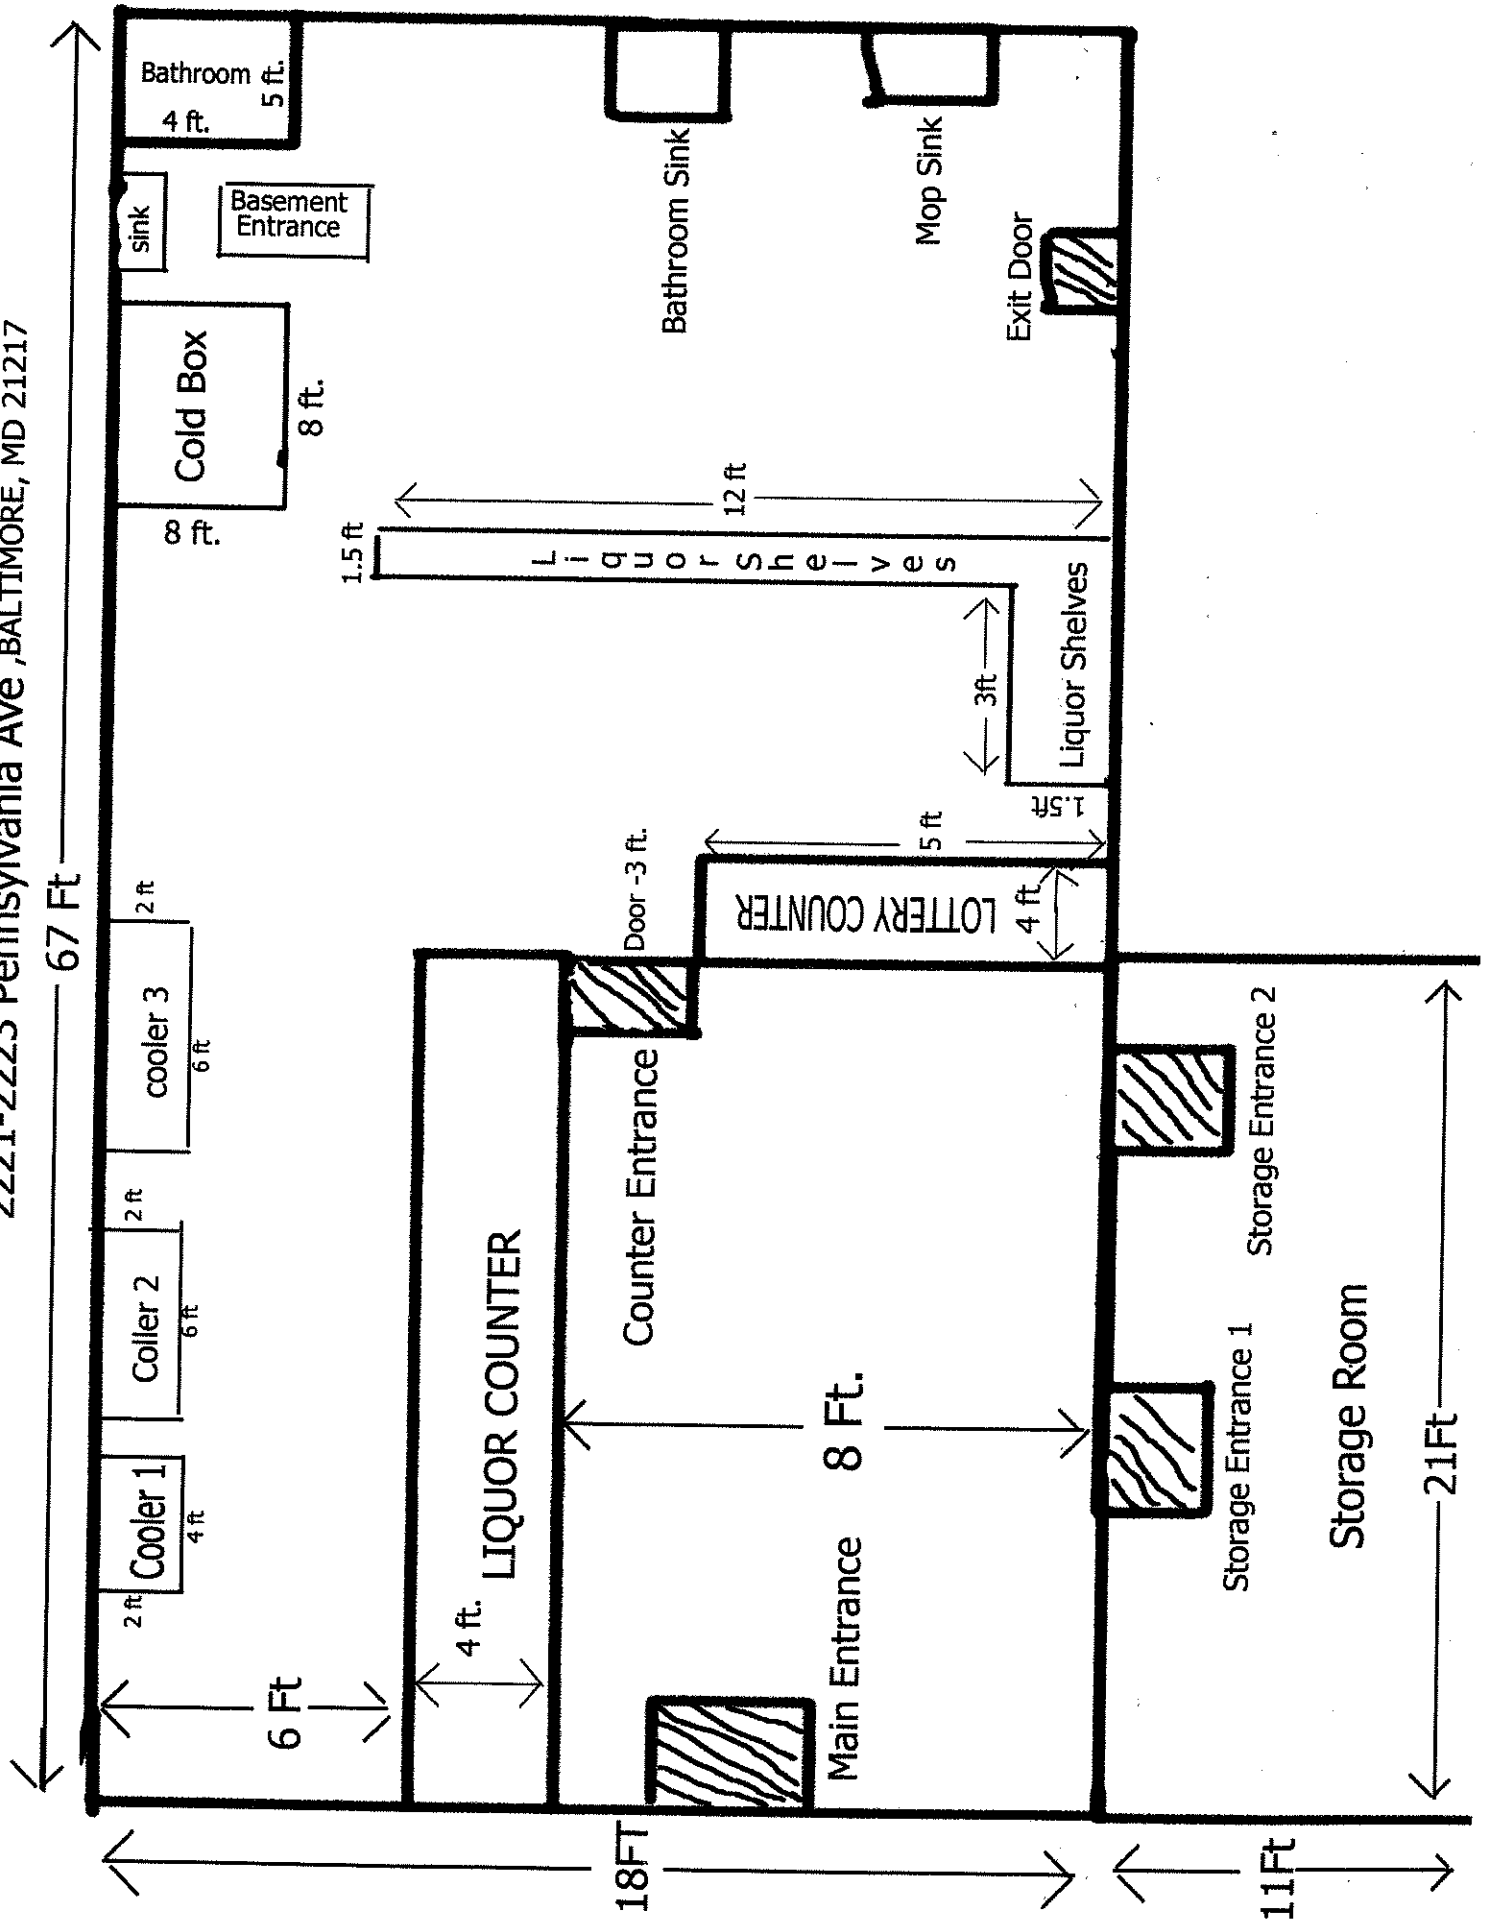 2221-2223 Pennsylvania Ave ,BALTIMORE, MD 21217
67 Ft
Bathroom
5 ft.
4 ft.
sink
Basement
Entrance
Cold Box
8 ft.
8 ft.
Bathroom Sink
Mop Sink
Exit Door
12 ft
1.5 ft
Liquor Shelves
3ft
Liquor Shelves
1.5ft
2 ft
cooler 3
6 ft
2 ft
Coller 2
6 ft
2 ft
Cooler 1
4 ft
6 Ft
4 ft.
LIQUOR COUNTER
Door -3 ft.
5 ft
LOTTERY COUNTER
4 ft
Counter Entrance
8 Ft.
Main Entrance
Storage Entrance 2
Storage Entrance 1
Storage Room
21Ft
18FT
11Ft